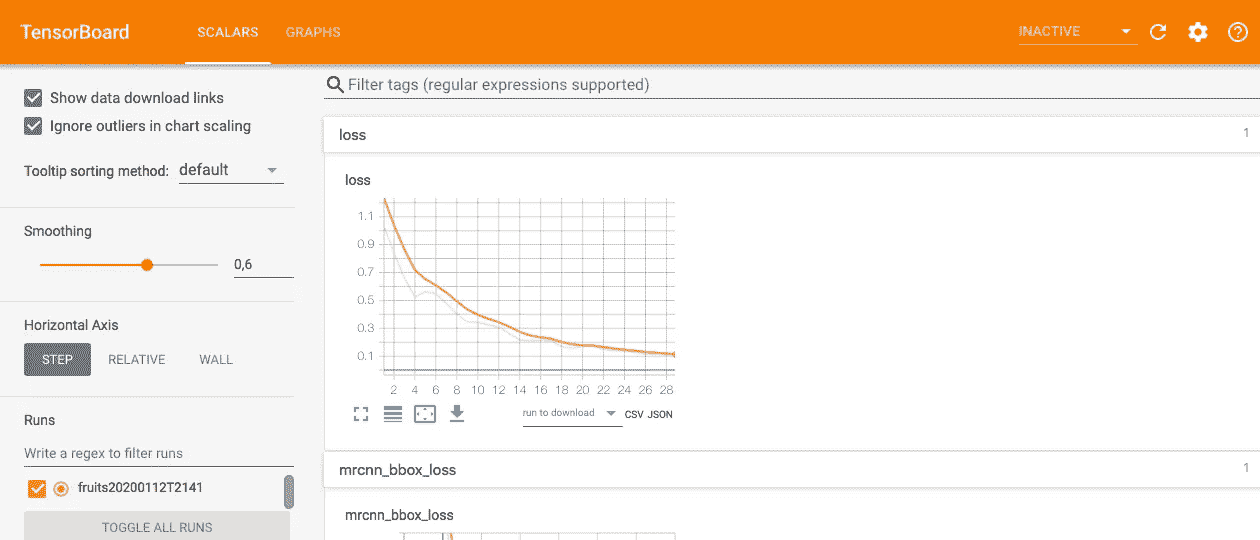 TensorBoard SCALARS GRAPHS INACTIVE
Show data download links
Ignore outliers in chart scaling
Tooltip sorting method: default
Smoothing
0,6
Horizontal Axis
STEP RELATIVE WALL
Runs
Write a regex to filter runs
fruits20200112T2141
TOGGLE ALL RUNS
Filter tags (regular expressions supported)
loss 1
loss
1.1
0.9
0.7
0.5
0.3
0.1
2 4 6 8 10 12 14 16 18 20 22 24 26 28
run to download CSV JSON
mrcnn_bbox_loss 1
mrcnn_bbox_loss